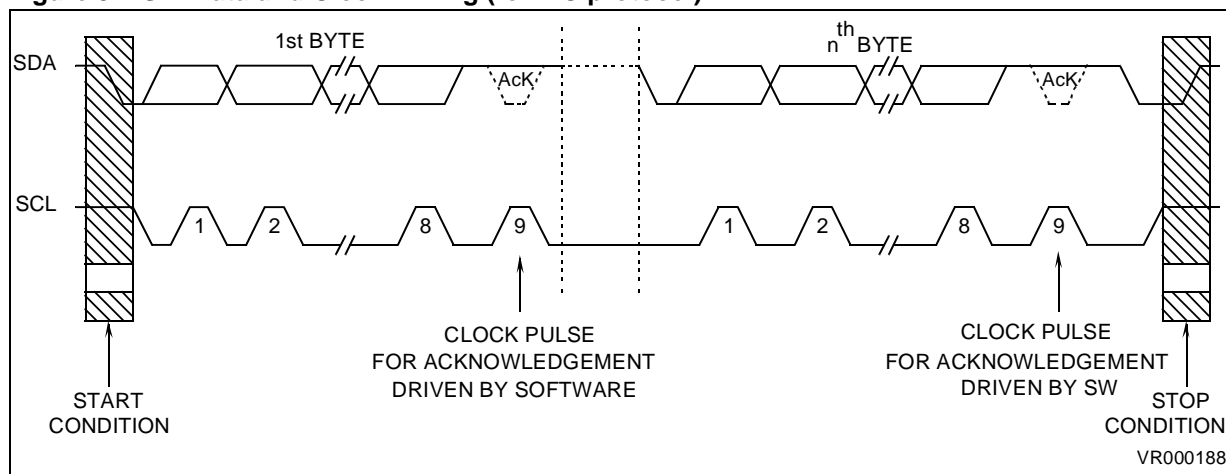 1st BYTE
nth BYTE
SDA
AcK
AcK
SCL
1
2
8
9
1
2
8
9
CLOCK PULSE
FOR ACKNOWLEDGEMENT
DRIVEN BY SOFTWARE
CLOCK PULSE
FOR ACKNOWLEDGEMENT
DRIVEN BY SW
START
CONDITION
STOP
CONDITION
VR000188